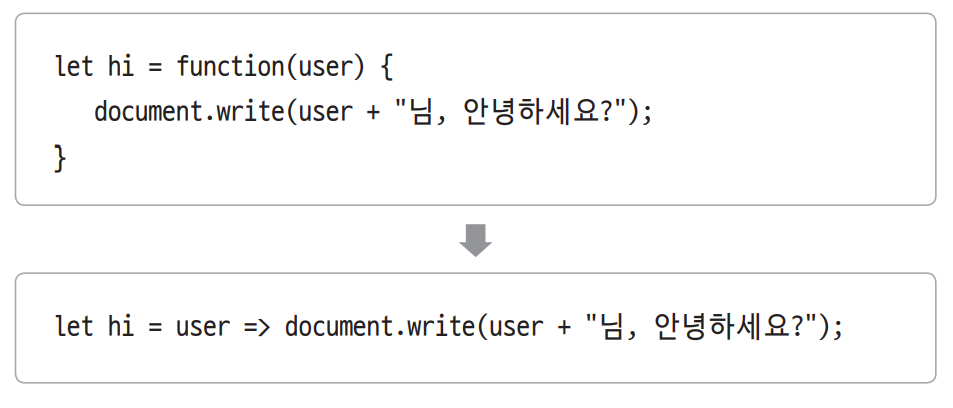 let hi = function(user) {
document.write(user + "님, 안녕하세요?");
}
let hi = user => document.write(user + "님, 안녕하세요?");